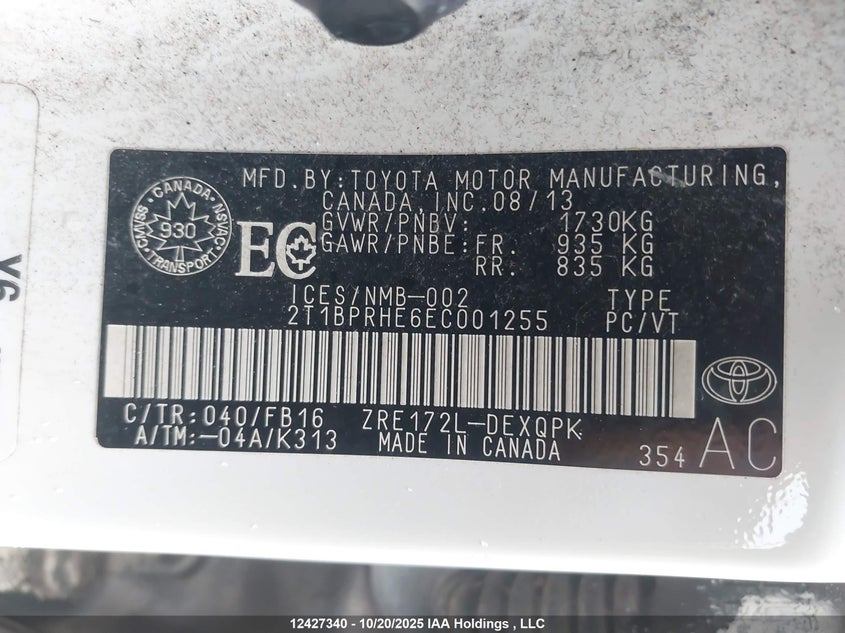 MFD.BY:TOYOTA MOTOR MANUFACTURING,
CANADA,INC.08/13
CANADA
CMVSS
930
NSVAC
TRANSPORT
EC
GVWR/PNBV: 1730KG
GAWR/PNBE:FR. 935 KG
RR. 835 KG
ICES/NMB-002 TYPE
2T1BPRHE6EC001255 PC/VT
C/TR:040/FB16 ZRE172L-DEXQPK
A/TM:-04A/K313 MADE IN CANADA
354 AC
12427340 - 10/20/2025 IAA Holdings , LLC